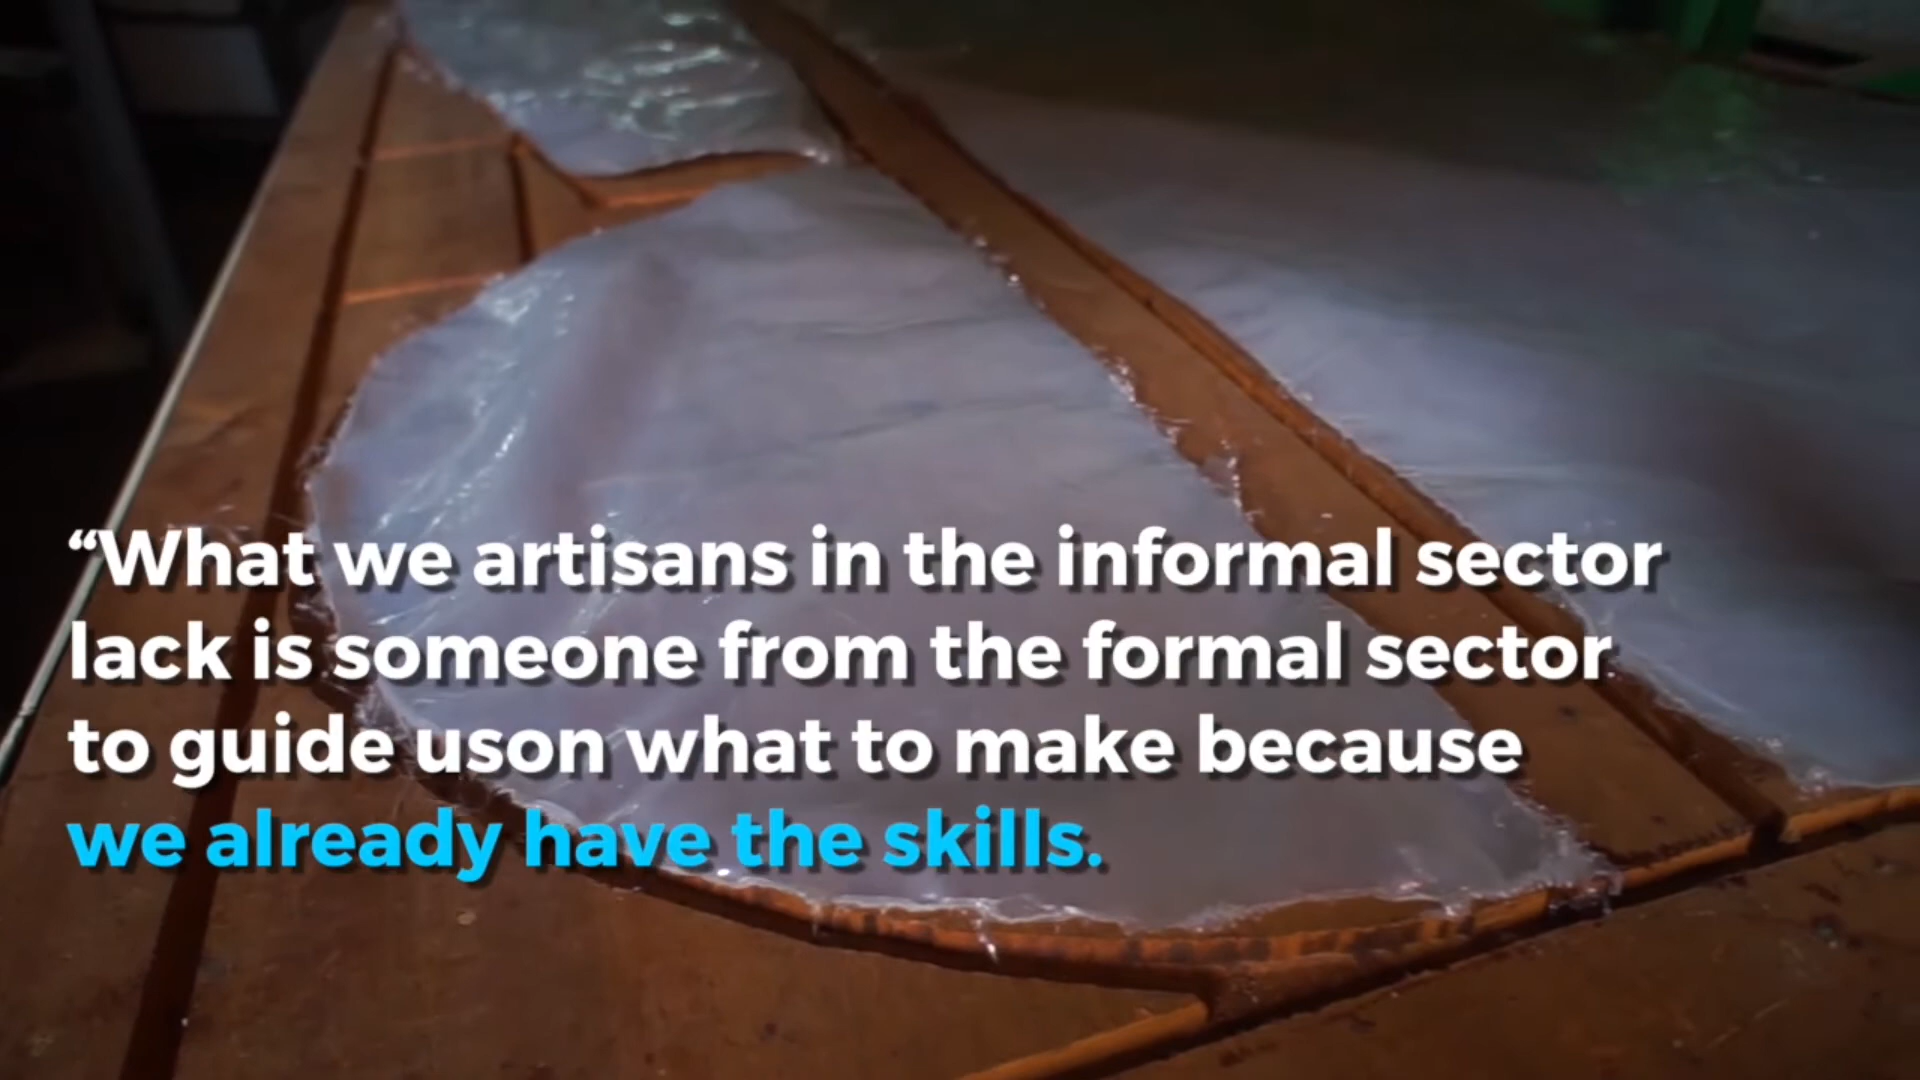 “What we artisans in the informal sector
lack is someone from the formal sector
to guide uson what to make because
we already have the skills.